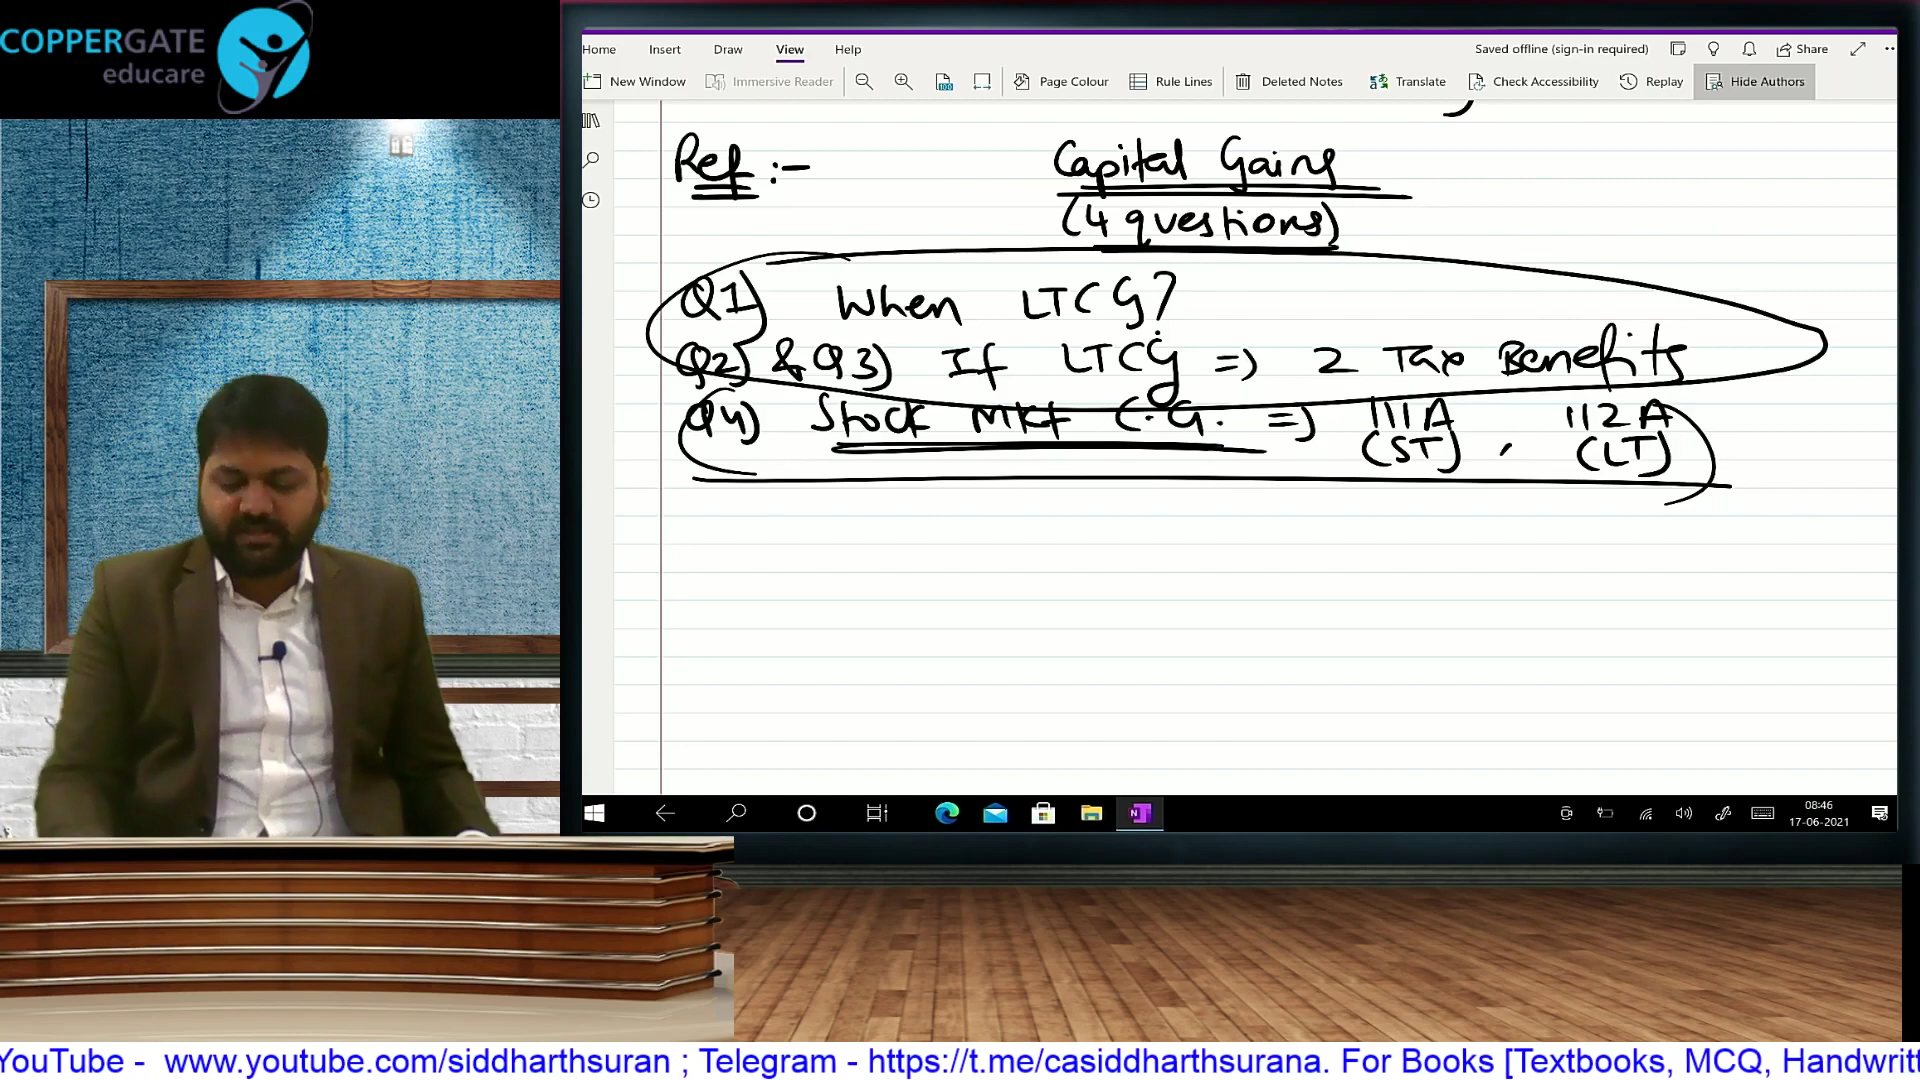 COPPERGATE
educare
Home Insert Draw View Help Saved offline (sign-in required) Share
New Window Immersive Reader 100 Page Colour Rule Lines Deleted Notes Translate Check Accessibility Replay Hide Authors
Ref :- Capital Gains
(4 questions)
Q1) When LTCG?
Q2) & Q3) If LTCG => 2 Tax Benefits
Q4) Stock Mkt C.G. => 111A 112A
(ST) , (LT)
08:46
17-06-2021
YouTube - www.youtube.com/siddharthsuran ; Telegram - https://t.me/casiddharthsurana. For Books [Textbooks, MCQ, Handwritt